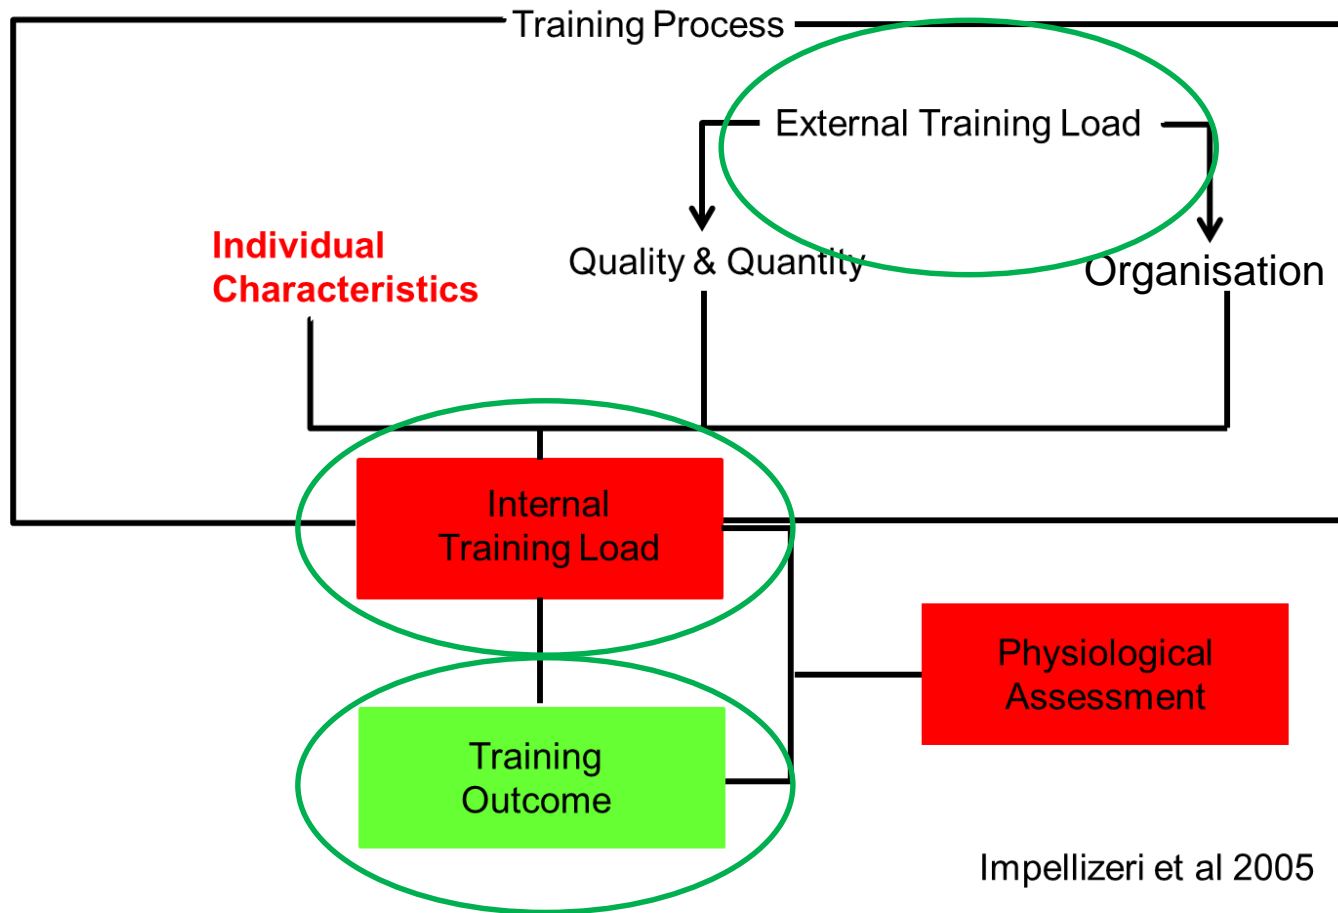 Training Process
External Training Load
Individual
Characteristics
Quality & Quantity
Organisation
Internal
Training Load
Physiological
Assessment
Training
Outcome
Impellizeri et al 2005